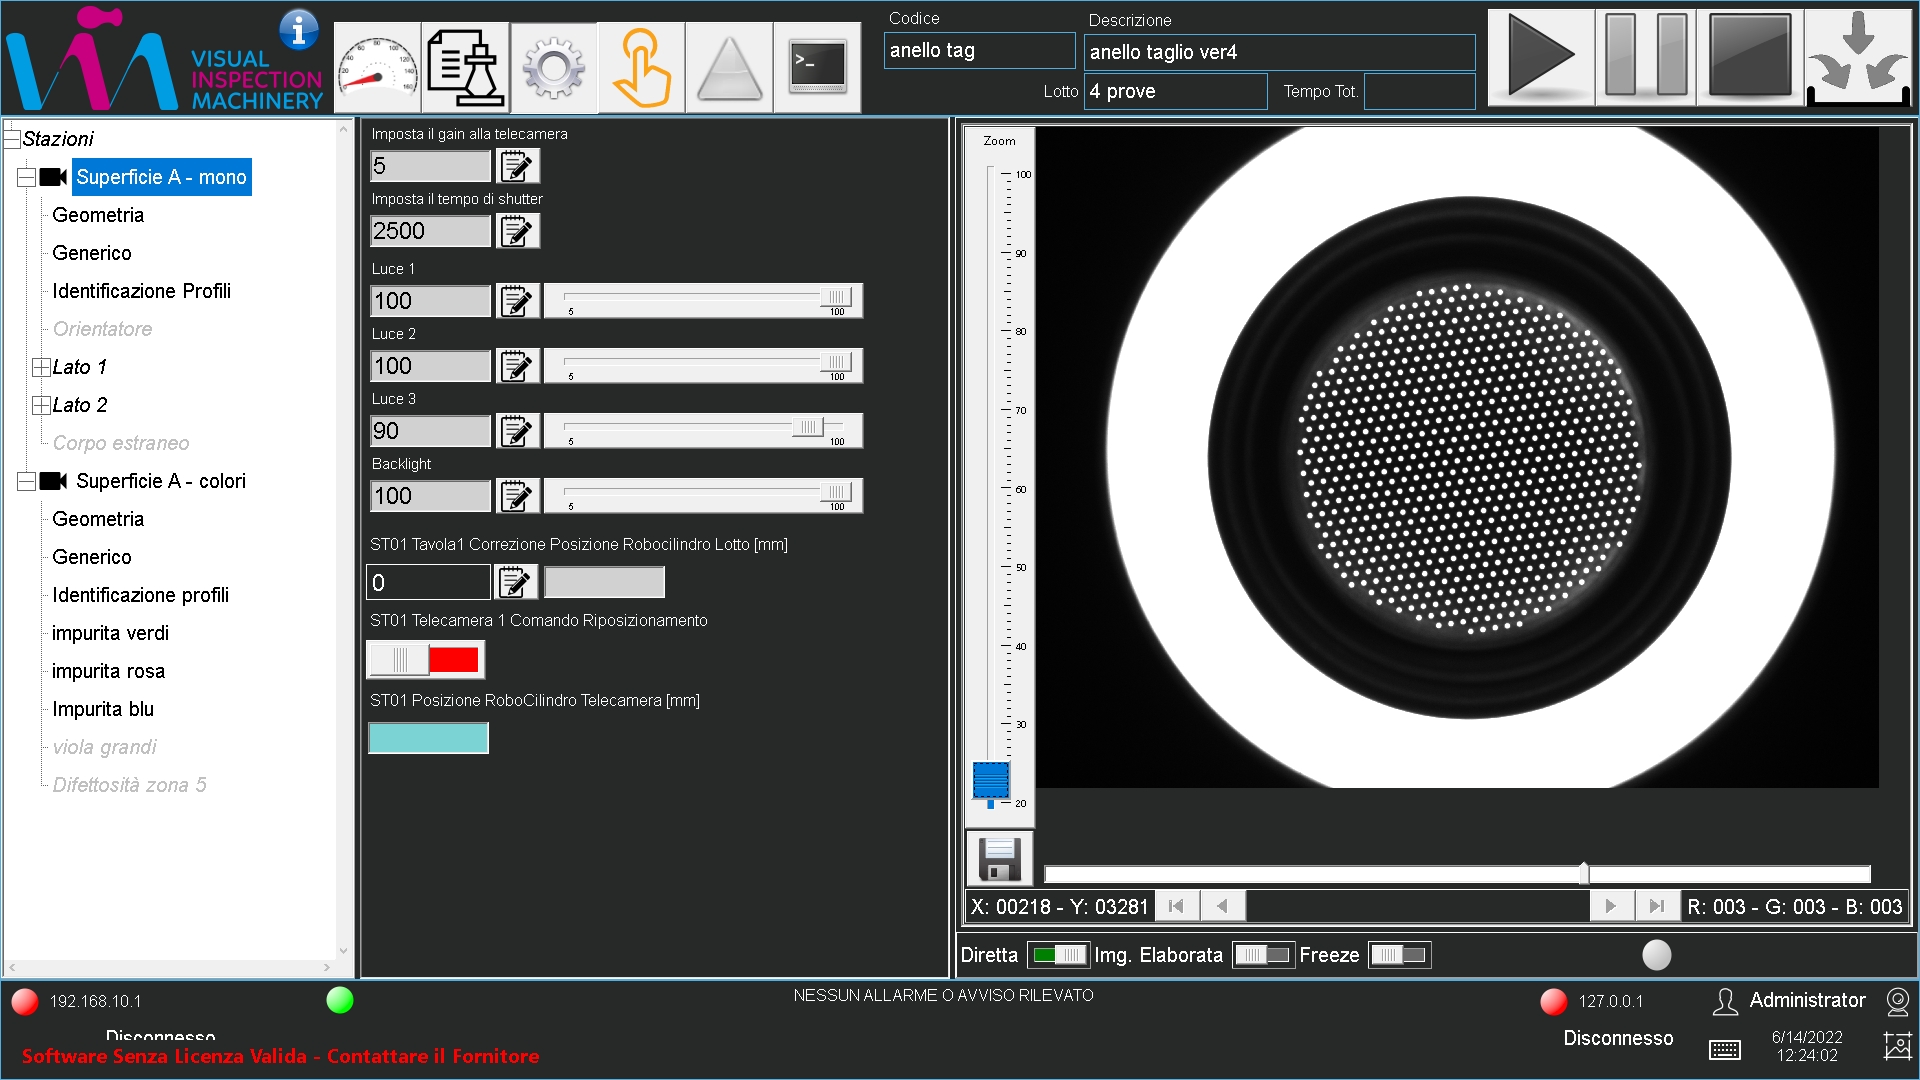 VISUAL
INSPECTION
MACHINERY
Codice
anello tag
Descrizione
anello taglio ver4
Lotto
4 prove
Tempo Tot.
Stazioni
Superficie A - mono
Geometria
Generico
Identificazione Profili
Orientatore
Lato 1
Lato 2
Corpo estraneo
Superficie A - colori
Geometria
Generico
Identificazione profili
impurita verdi
impurita rosa
Impurita blu
viola grandi
Difettosità zona 5
Imposta il gain alla telecamera
5
Imposta il tempo di shutter
2500
Luce 1
100
5 100
Luce 2
100
5 100
Luce 3
90
5 100
Backlight
100
5 100
ST01 Tavola1 Correzione Posizione Robocilindro Lotto [mm]
0
ST01 Telecamera 1 Comando Riposizionamento
ST01 Posizione RoboCilindro Telecamera [mm]
Zoom
100
90
80
70
60
50
40
30
20
X: 00218 - Y: 03281
R: 003 - G: 003 - B: 003
Diretta
Img. Elaborata
Freeze
192.168.10.1
Disconnesso
Software Senza Licenza Valida - Contattare il Fornitore
NESSUN ALLARME O AVVISO RILEVATO
127.0.0.1
Disconnesso
Administrator
6/14/2022
12:24:02